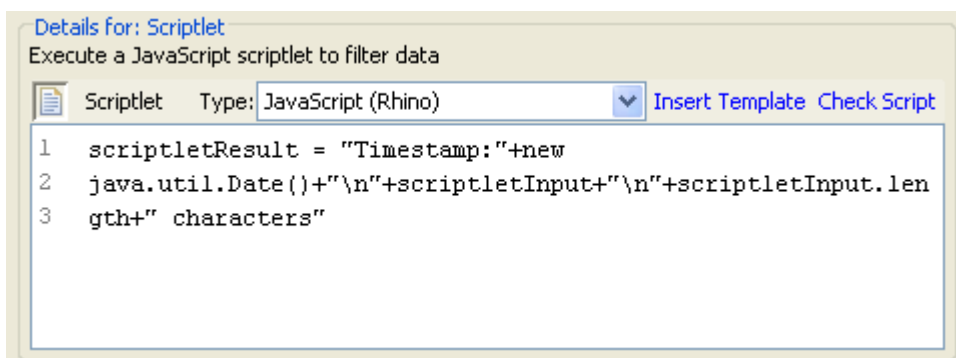 Details for: Scriptlet
Execute a JavaScript scriptlet to filter data
Scriptlet Type: JavaScript (Rhino) Insert Template Check Script
1 scriptletResult = "Timestamp:"+new
2 java.util.Date()+"\n"+scriptletInput+"\n"+scriptletInput.len
3 gth+" characters"